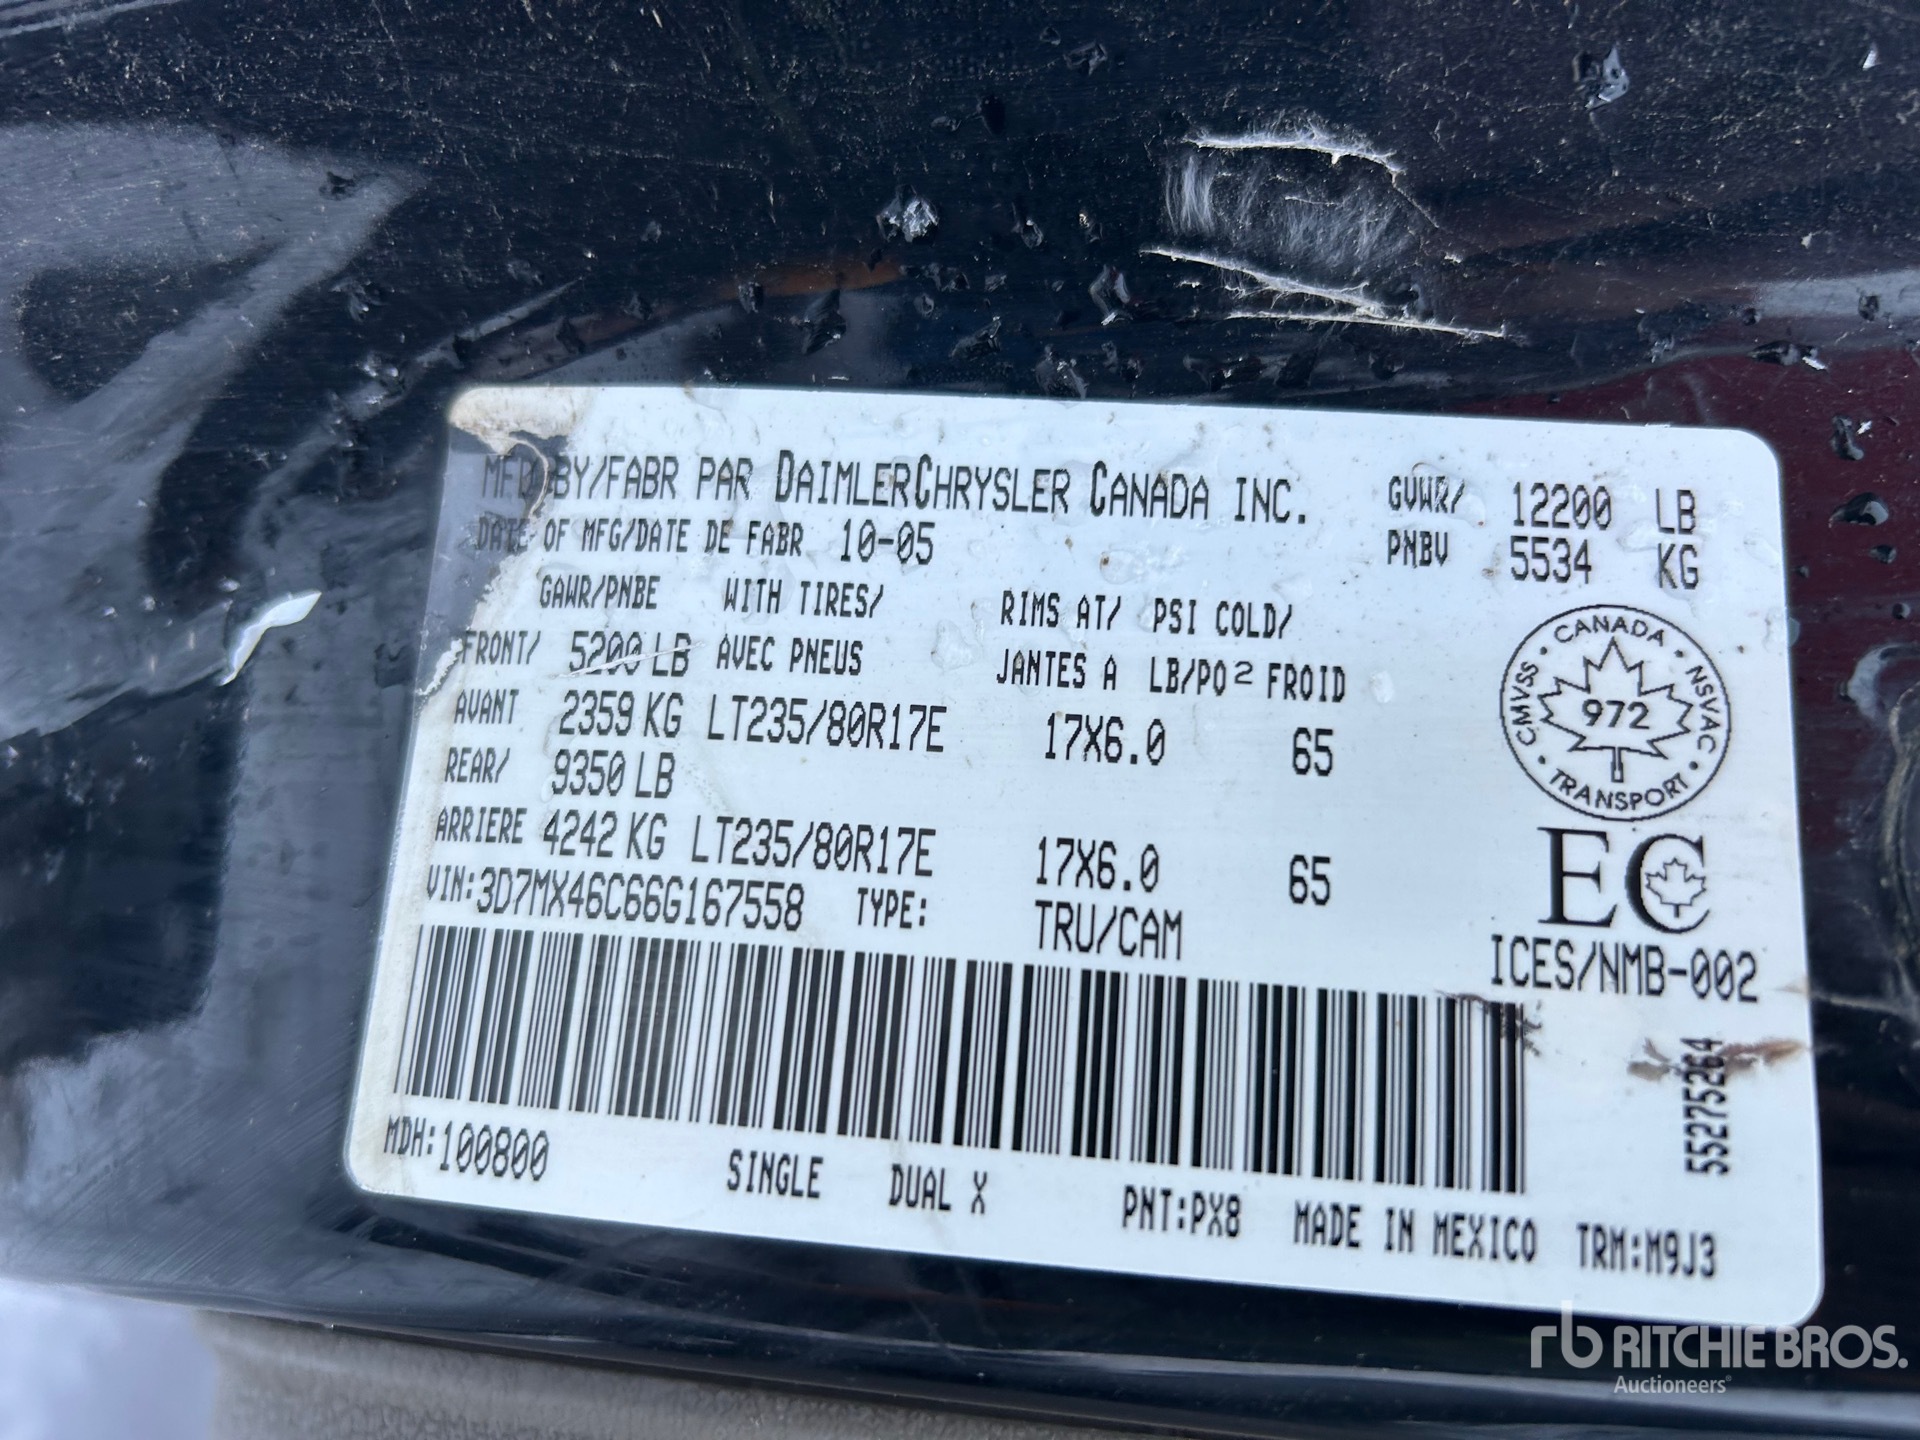 MFD BY/FABR PAR DAIMLERCHRYSLER CANADA INC. GVWR/ 12200 LB
DATE OF MFG/DATE DE FABR 10-05 PNBV 5534 KG
GAWR/PNBE WITH TIRES/ RIMS AT/ PSI COLD/
FRONT/ 5200 LB AVEC PNEUS JANTES A LB/PO² FROID
AVANT 2359 KG LT235/80R17E 17X6.0 65
REAR/ 9350 LB
ARRIERE 4242 KG LT235/80R17E 17X6.0 65
VIN:3D7MX46C66G167558 TYPE: TRU/CAM
CANADA
CMVSS · NSVAC
972
TRANSPORT
EC
ICES/NMB-002
55275264
MDH:100800 SINGLE DUAL X PNT:PX8 MADE IN MEXICO TRM:M9J3
rb RITCHIE BROS.
Auctioneers®